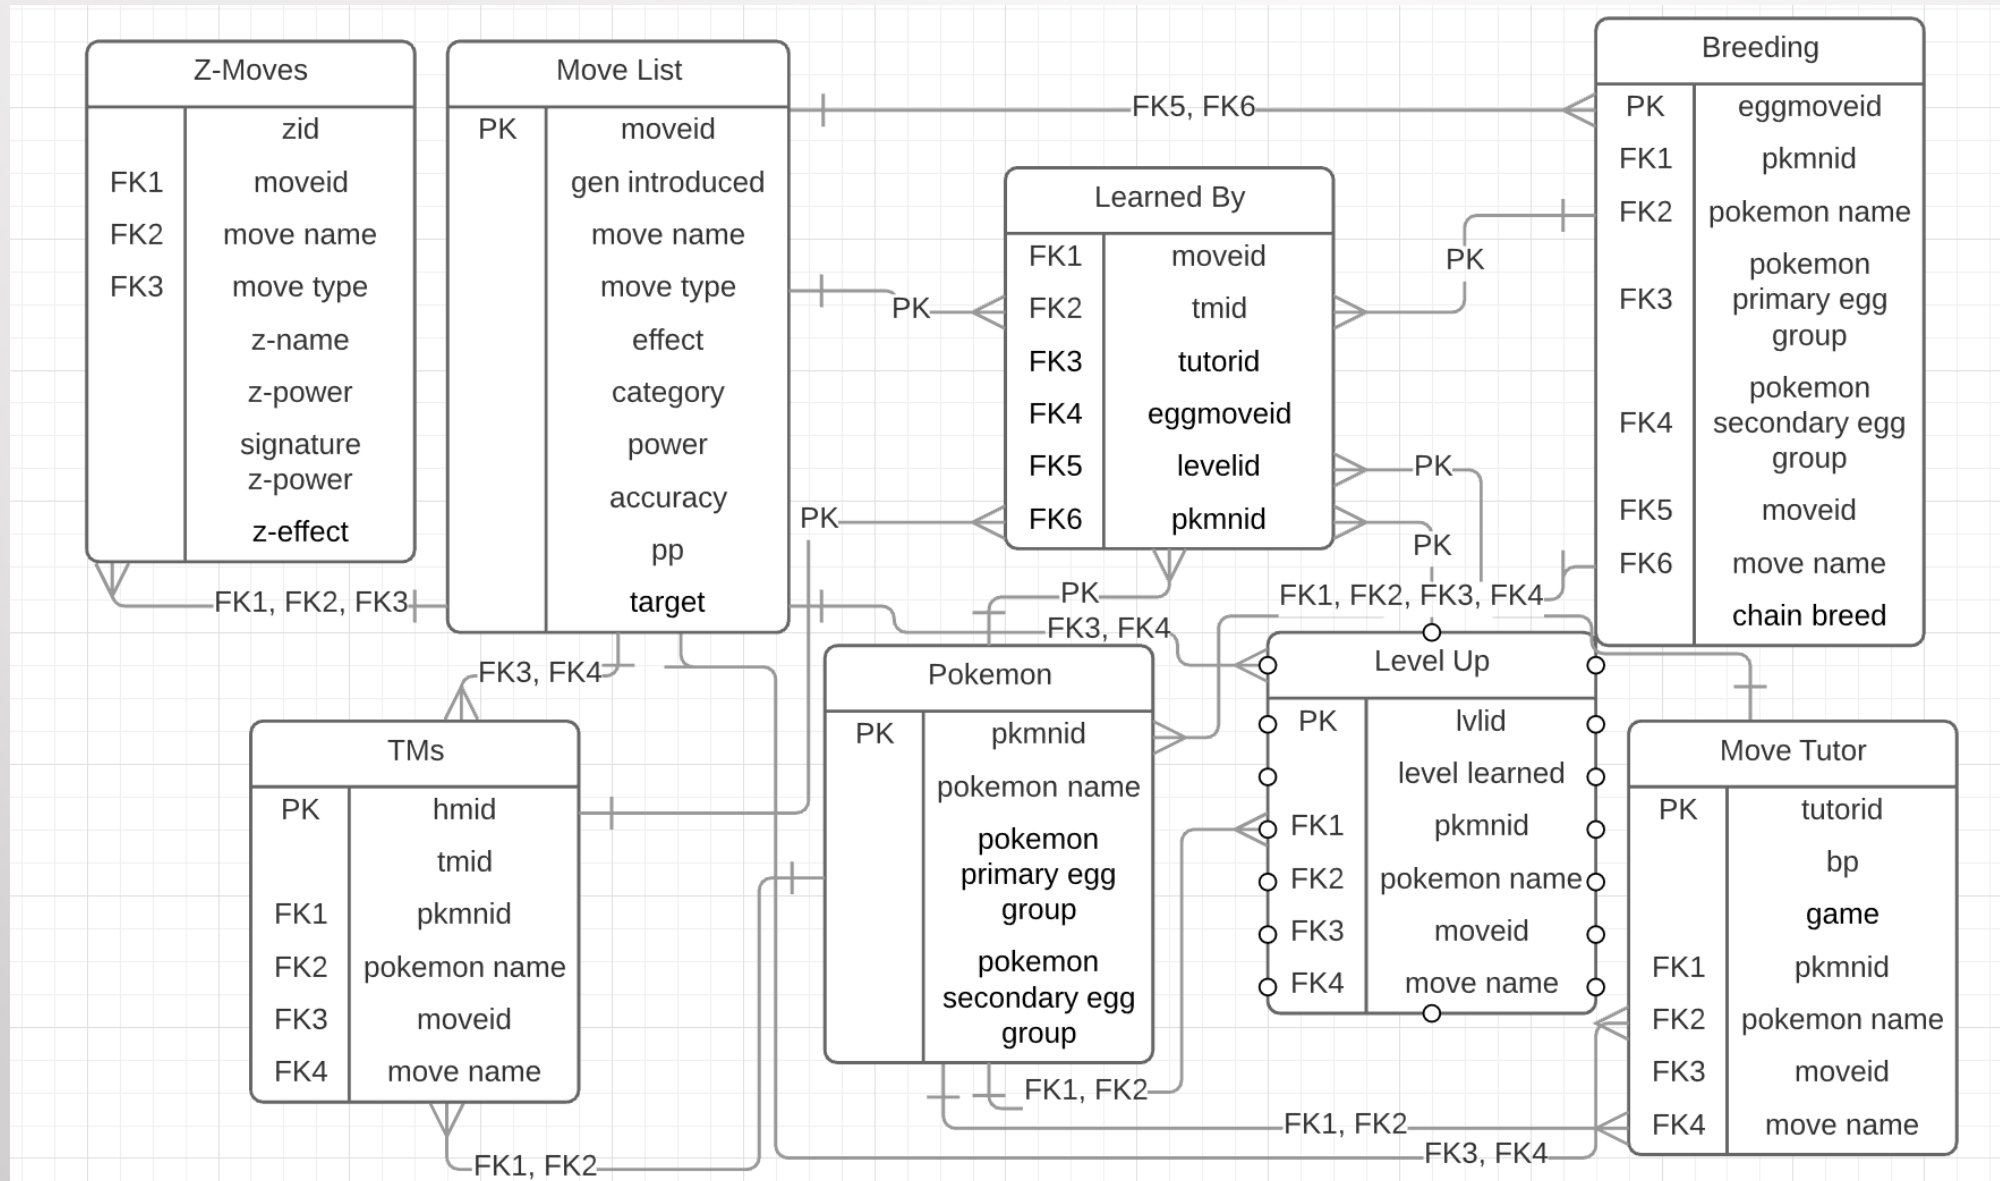 Z-Moves
zid
FK1 moveid
FK2 move name
FK3 move type
z-name
z-power
signature
z-power
z-effect
FK1, FK2, FK3
Move List
PK moveid
gen introduced
move name
move type
effect
category
power
accuracy
pp
target
FK5, FK6
PK
PK
FK3, FK4
FK3, FK4
Learned By
FK1 moveid
FK2 tmid
FK3 tutorid
FK4 eggmoveid
FK5 levelid
FK6 pkmnid
PK
PK
PK
PK
FK1, FK2, FK3, FK4
Breeding
PK eggmoveid
FK1 pkmnid
FK2 pokemon name
pokemon
FK3 primary egg
group
pokemon
FK4 secondary egg
group
FK5 moveid
FK6 move name
chain breed
TMs
PK hmid
tmid
FK1 pkmnid
FK2 pokemon name
FK3 moveid
FK4 move name
FK1, FK2
Pokemon
PK pkmnid
pokemon name
pokemon
primary egg
group
pokemon
secondary egg
group
FK1, FK2
Level Up
PK lvlid
level learned
FK1 pkmnid
FK2 pokemon name
FK3 moveid
FK4 move name
FK1, FK2
FK3, FK4
Move Tutor
PK tutorid
bp
game
FK1 pkmnid
FK2 pokemon name
FK3 moveid
FK4 move name